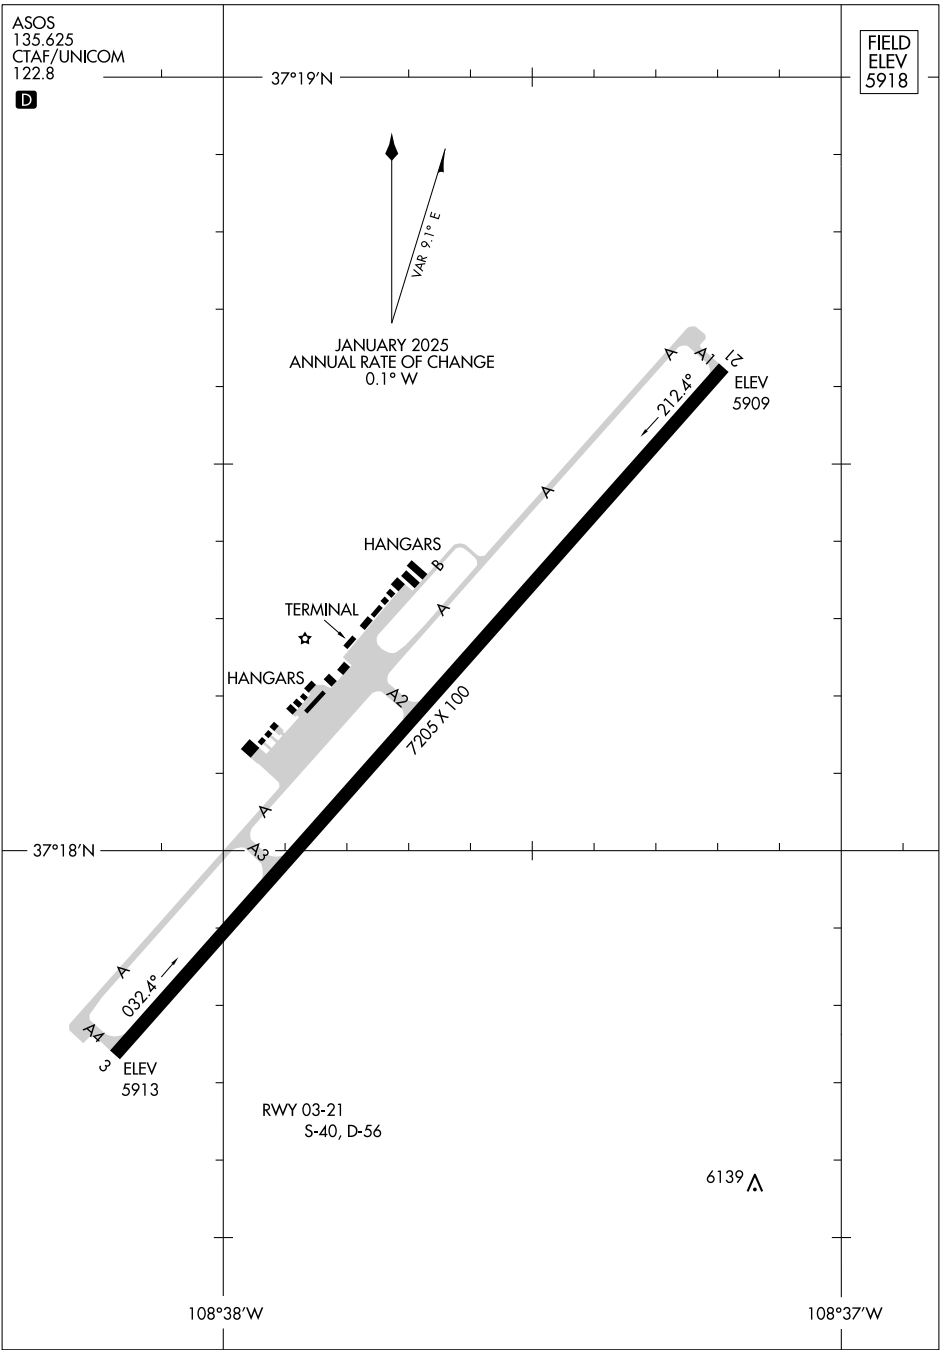 ASOS
135.625
CTAF/UNICOM
122.8
D
37°19'N
FIELD
ELEV
5918
VAR 9.1° E
JANUARY 2025
ANNUAL RATE OF CHANGE
0.1° W
A
A1
21
ELEV
5909
212.4°
A
HANGARS
B
A
TERMINAL
HANGARS
A2
7205 X 100
A
37°18'N
A3
A
032.4°
A4
3
ELEV
5913
RWY 03-21
S-40, D-56
6139
108°38'W
108°37'W